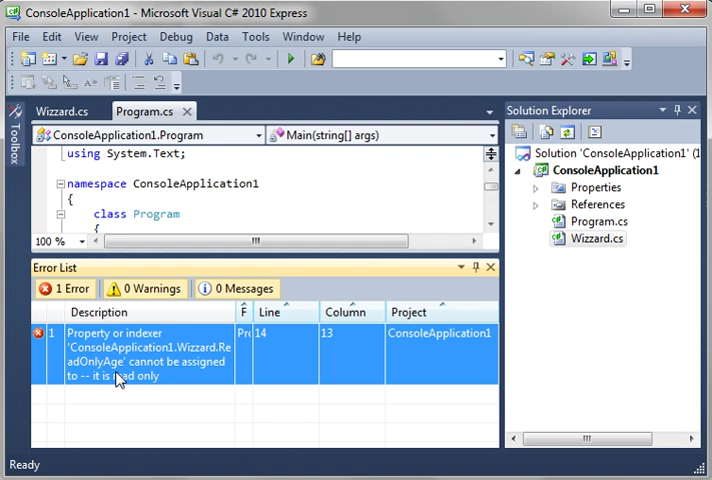 ConsoleApplication1 - Microsoft Visual C# 2010 Express
File Edit View Project Debug Data Tools Window Help
Wizzard.cs Program.cs
Solution Explorer
Toolbox
ConsoleApplication1.Program
Main(string[] args)
using System.Text;
namespace ConsoleApplication1
{
class Program
{
100 %
Solution 'ConsoleApplication1' (1
ConsoleApplication1
Properties
References
Program.cs
Wizzard.cs
Error List
1 Error 0 Warnings 0 Messages
Description F Line Column Project
1 Property or indexer Pro 14 13 ConsoleApplication1
'ConsoleApplication1.Wizzard.Re
adOnlyAge' cannot be assigned
to -- it is read only
Ready